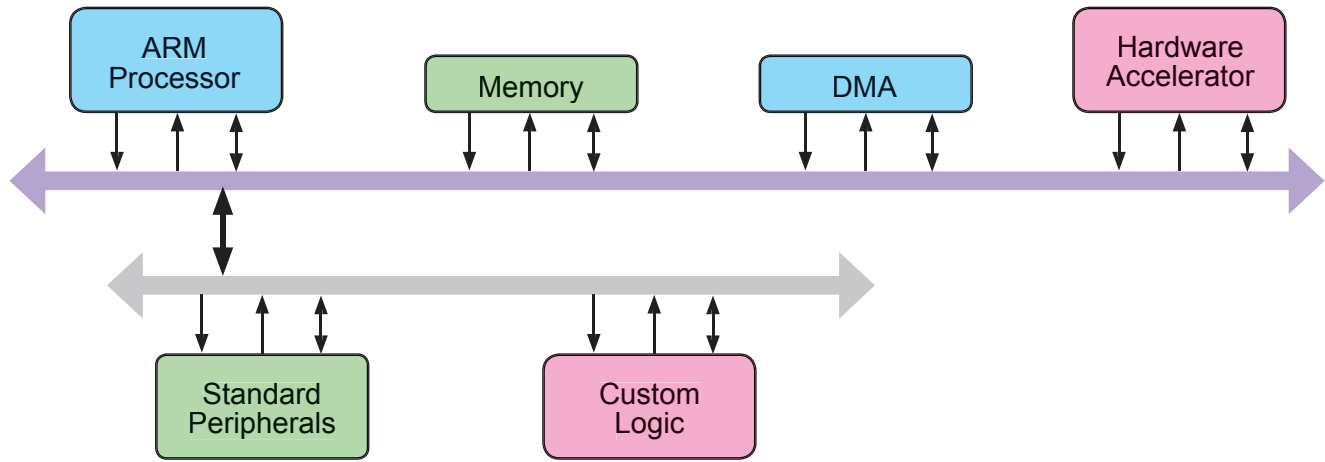 ARM
Processor
Memory
DMA
Hardware
Accelerator
Standard
Peripherals
Custom
Logic